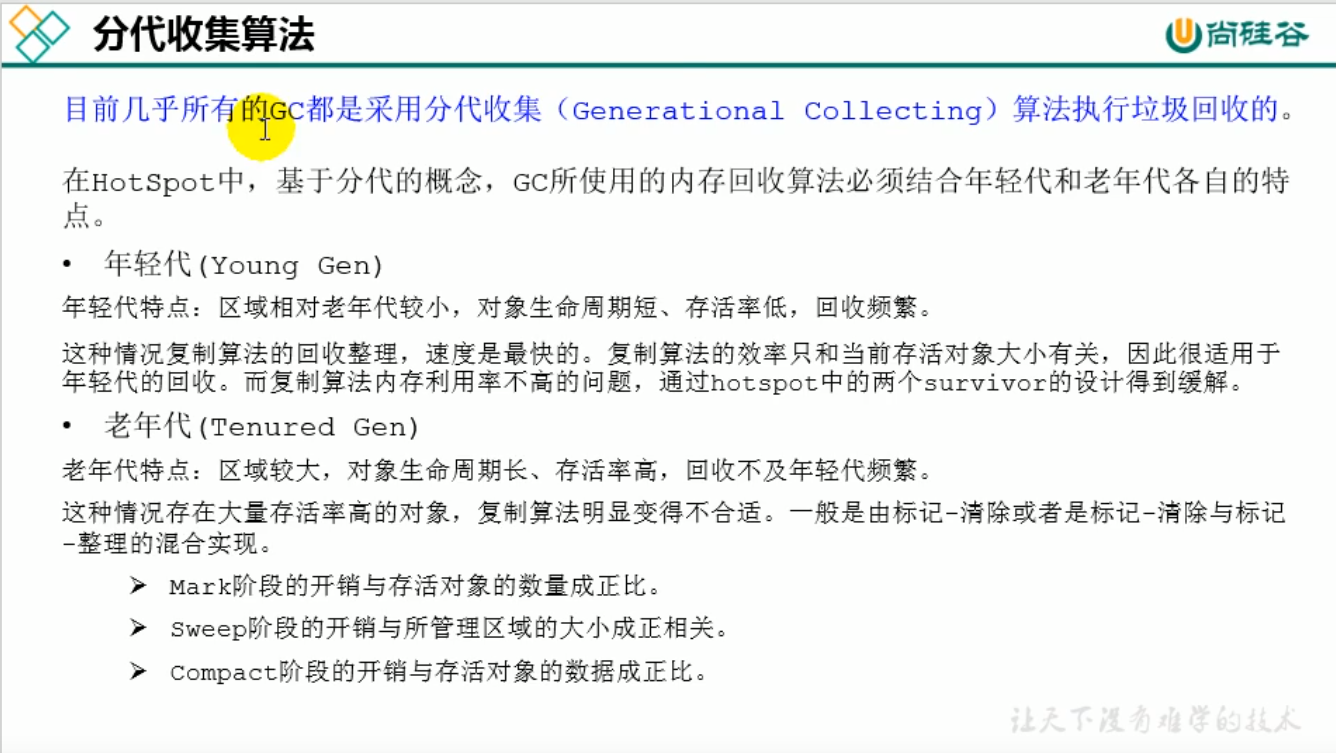 分代收集算法
尚硅谷
目前几乎所有的GC都是采用分代收集（Generational Collecting）算法执行垃圾回收的。
在HotSpot中，基于分代的概念，GC所使用的内存回收算法必须结合年轻代和老年代各自的特
点。
• 年轻代(Young Gen)
年轻代特点：区域相对老年代较小，对象生命周期短、存活率低，回收频繁。
这种情况复制算法的回收整理，速度是最快的。复制算法的效率只和当前存活对象大小有关，因此很适用于
年轻代的回收。而复制算法内存利用率不高的问题，通过hotspot中的两个survivor的设计得到缓解。
• 老年代(Tenured Gen)
老年代特点：区域较大，对象生命周期长、存活率高，回收不及年轻代频繁。
这种情况存在大量存活率高的对象，复制算法明显变得不合适。一般是由标记-清除或者是标记-清除与标记
-整理的混合实现。
➢ Mark阶段的开销与存活对象的数量成正比。
➢ Sweep阶段的开销与所管理区域的大小成正相关。
➢ Compact阶段的开销与存活对象的数据成正比。
让天下没有难学的技术